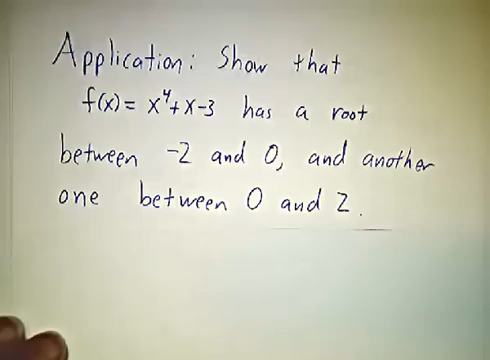 Application: Show that
f(x) = x⁴+x-3 has a root
between -2 and 0, and another
one between 0 and 2.